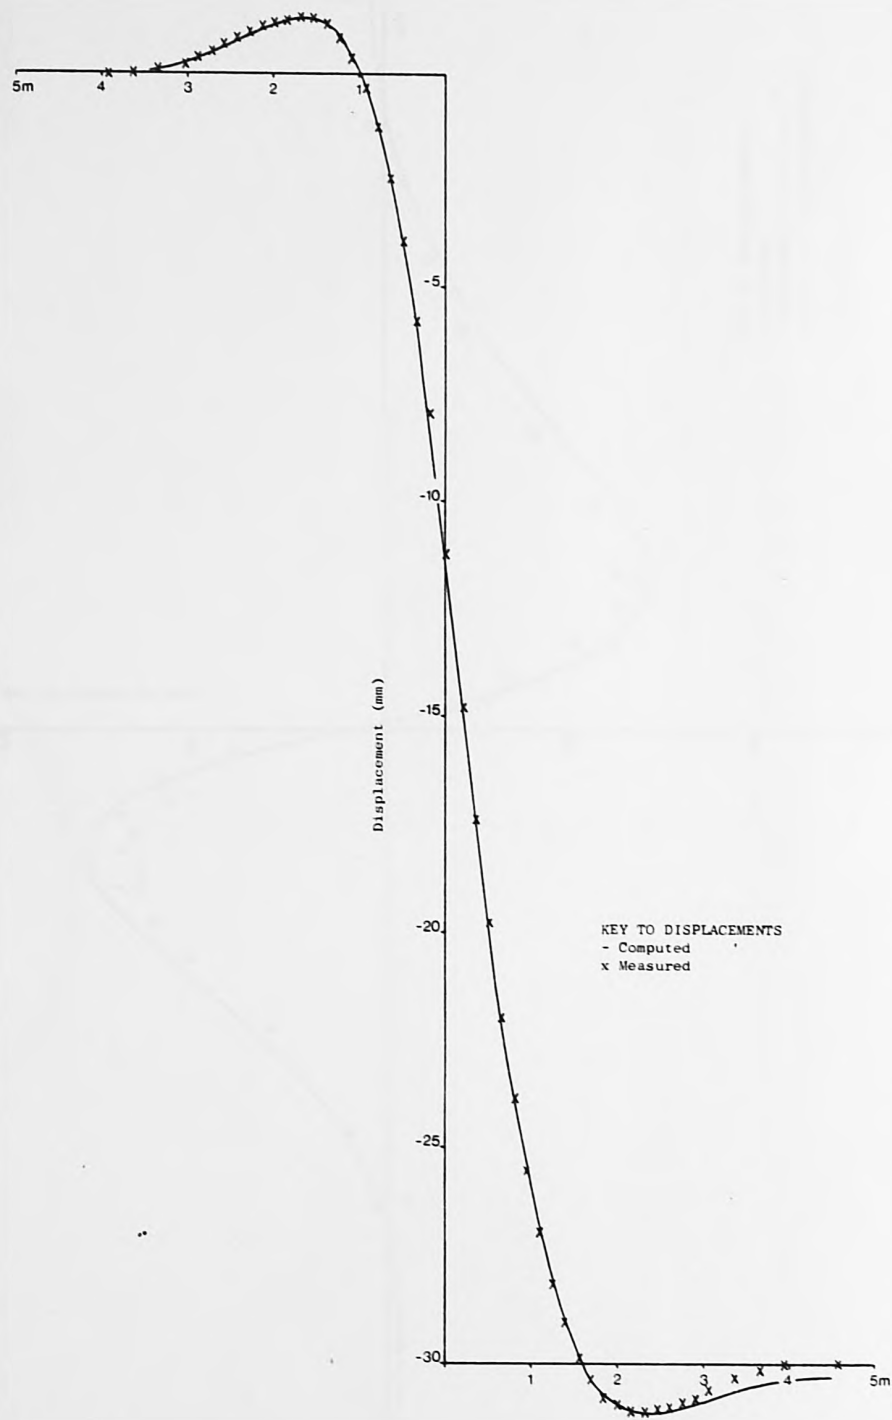 5m 4 3 2 1
-5
-10
Displacement (mm)
-15
-20
KEY TO DISPLACEMENTS
- Computed
x Measured
-25
-30
1 2 3 4 5m